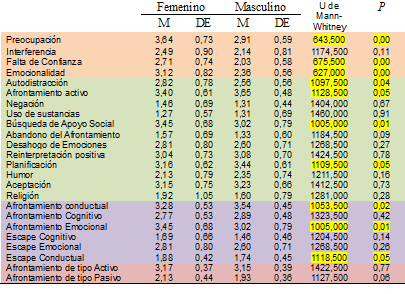 Femenino Masculino U de Mann-Whitney P
M DE M DE
Preocupación 3,64 0,73 2,91 0,59 643,500 0,00
Interferencia 2,49 0,90 2,14 0,81 1174,500 0,11
Falta de Confianza 2,71 0,74 2,03 0,58 675,500 0,00
Emocionalidad 3,12 0,82 2,36 0,56 627,000 0,00
Autodistracción 2,82 0,78 2,56 0,56 1097,500 0,04
Afrontamiento activo 3,40 0,61 3,65 0,48 1128,500 0,05
Negación 1,46 0,69 1,31 0,44 1404,000 0,67
Uso de sustancias 1,27 0,57 1,31 0,69 1460,000 0,91
Búsqueda de Apoyo Social 3,45 0,68 3,02 0,79 1005,000 0,01
Abandono del Afrontamiento 1,57 0,69 1,33 0,60 1184,500 0,09
Desahogo de Emociones 2,81 0,80 2,60 0,71 1268,500 0,27
Reinterpretación positiva 3,04 0,73 3,08 0,70 1424,500 0,78
Planificación 3,16 0,62 3,44 0,61 1109,500 0,05
Humor 2,13 0,79 2,35 0,74 1211,500 0,16
Aceptación 3,15 0,75 3,23 0,66 1412,500 0,73
Religión 1,92 1,05 1,60 0,79 1281,000 0,28
Afrontamiento conductual 3,28 0,53 3,54 0,45 1053,500 0,02
Afrontamiento Cognitivo 2,77 0,53 2,89 0,48 1323,500 0,42
Afrontamiento Emocional 3,45 0,68 3,02 0,79 1005,000 0,01
Escape Cognitivo 1,69 0,66 1,46 0,46 1204,500 0,14
Escape Emocional 2,81 0,80 2,60 0,71 1268,500 0,26
Escape Conductual 1,88 0,42 1,74 0,45 1118,500 0,05
Afrontamiento de tipo Activo 3,17 0,37 3,15 0,39 1422,500 0,77
Afrontamiento de tipo Pasivo 2,13 0,44 1,93 0,36 1127,500 0,06